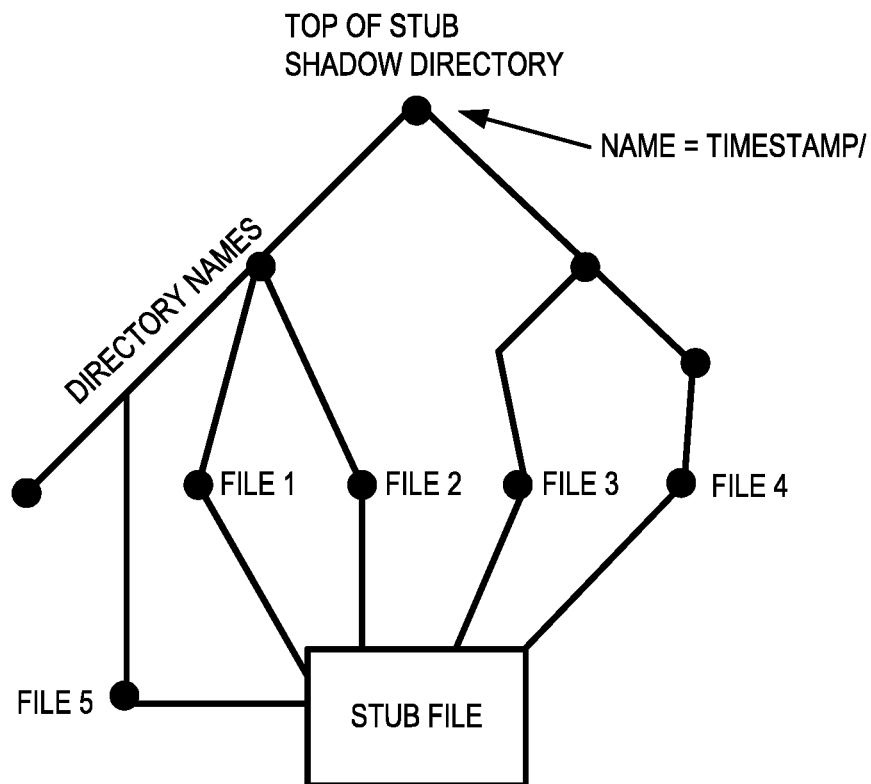 TOP OF STUB
SHADOW DIRECTORY
NAME = TIMESTAMP/
DIRECTORY NAMES
FILE 1
FILE 2
FILE 3
FILE 4
FILE 5
STUB FILE